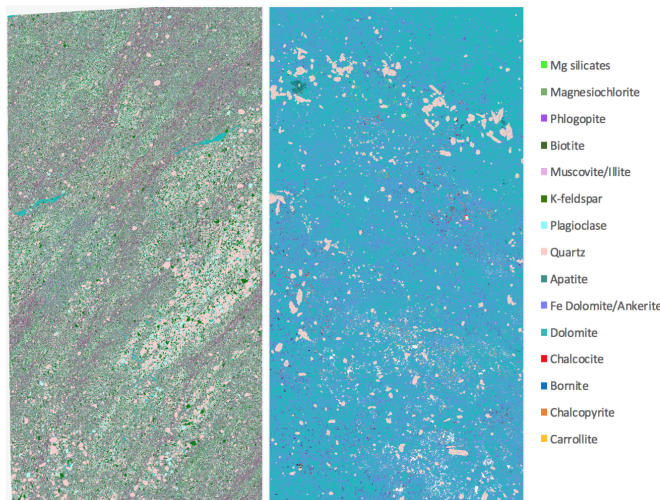 Mg silicates
Magnesiochlorite
Phlogopite
Biotite
Muscovite/Illite
K-feldspar
Plagioclase
Quartz
Apatite
Fe Dolomite/Ankerite
Dolomite
Chalcocite
Bornite
Chalcopyrite
Carrollite